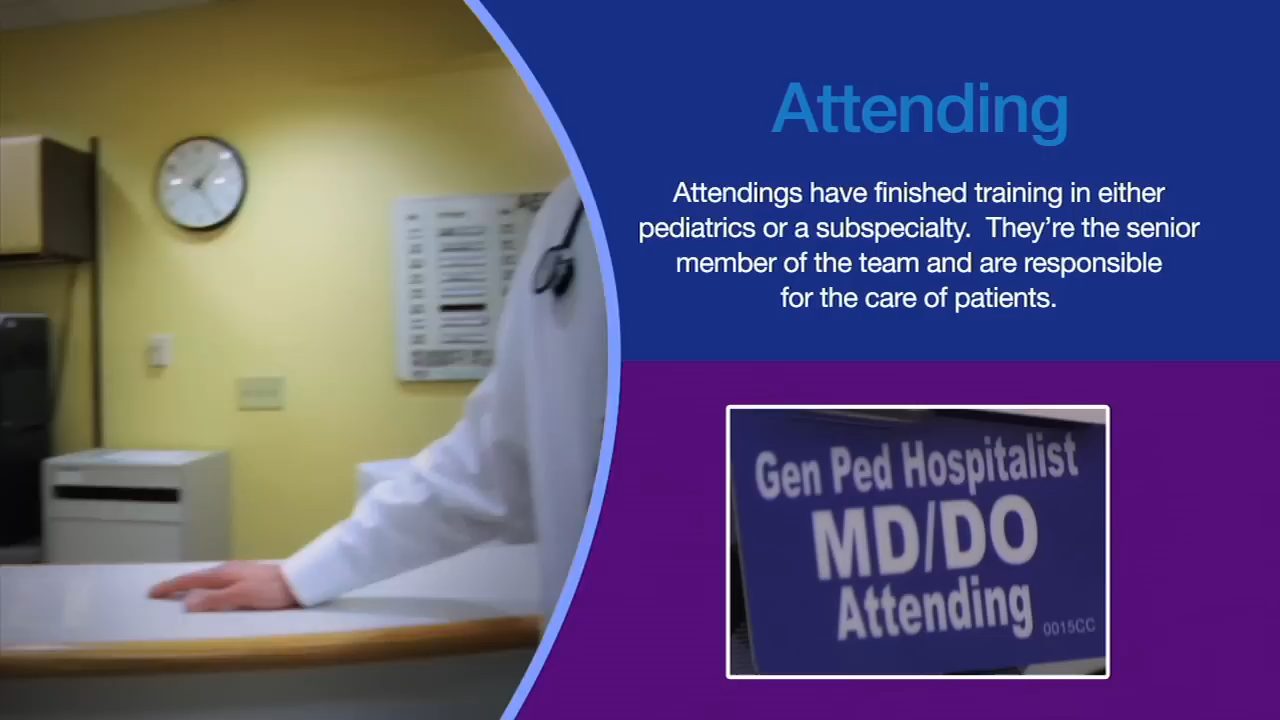 Attending
Attendings have finished training in either
pediatrics or a subspecialty.  They’re the senior
member of the team and are responsible
for the care of patients.
Gen Ped Hospitalist
MD/DO
Attending
0015CC